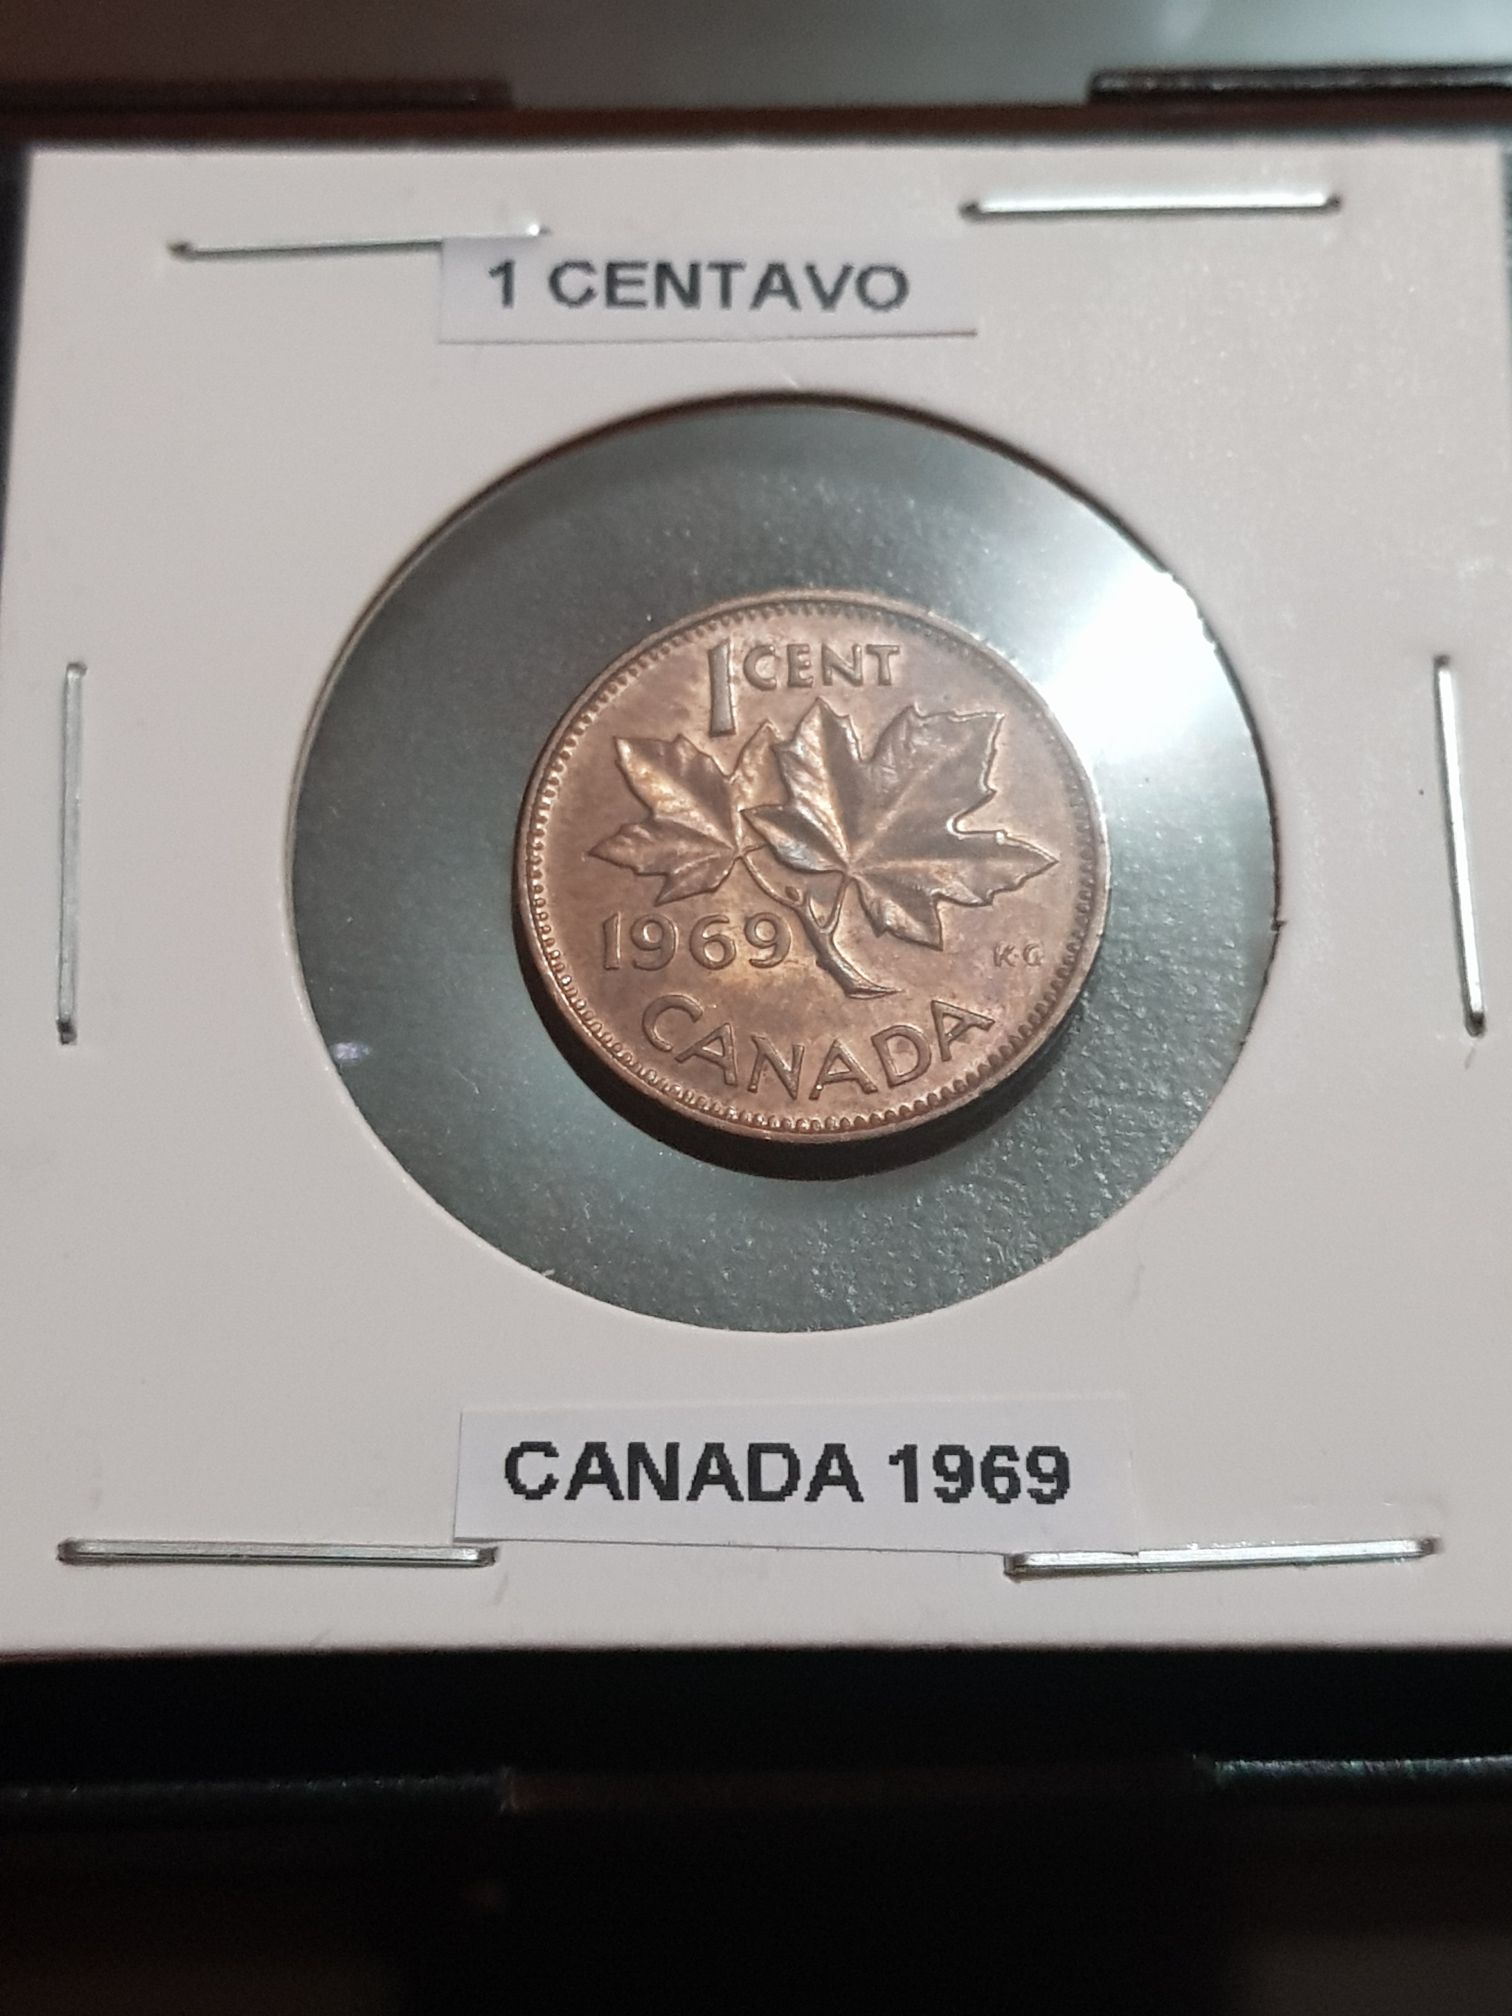 1 CENTAVO
1 CENT
1969
K·G
CANADA
CANADA 1969